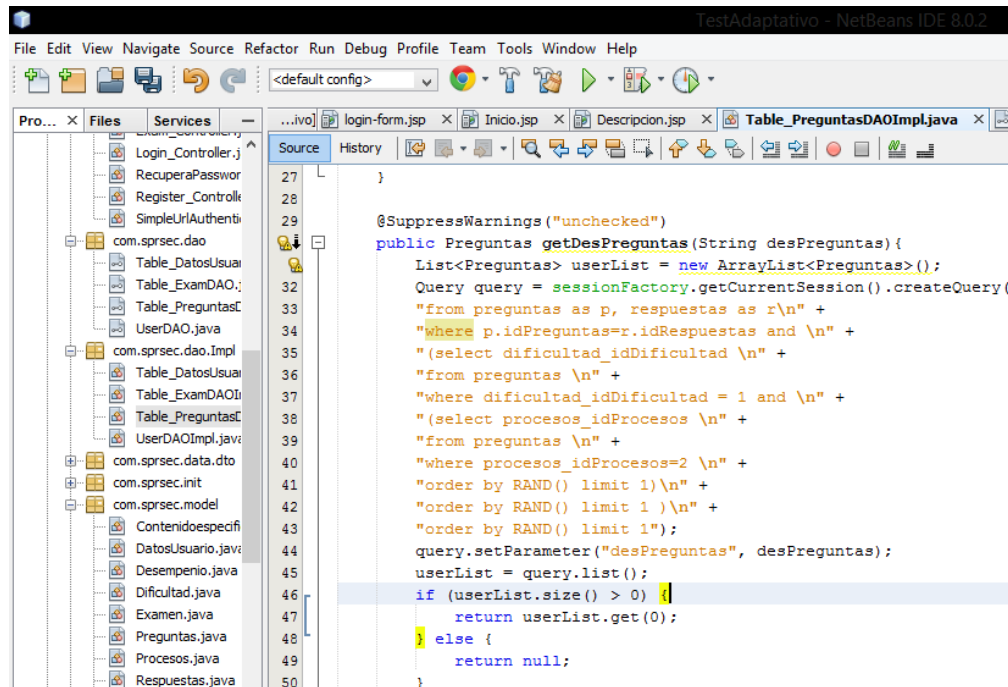 TestAdaptativo - NetBeans IDE 8.0.2
File Edit View Navigate Source Refactor Run Debug Profile Team Tools Window Help
<default config>
Pro... Files Services
...ivo] login-form.jsp Inicio.jsp Descripcion.jsp Table_PreguntasDAOImpl.java
Source History
Login_Controller.j
RecuperaPasswor
Register_Controlle
SimpleUrlAuthenti
com.sprsec.dao
Table_DatosUsuar
Table_ExamDAO.j
Table_PreguntasD
UserDAO.java
com.sprsec.dao.Impl
Table_DatosUsuar
Table_ExamDAOIm
Table_PreguntasD
UserDAOImpl.java
com.sprsec.data.dto
com.sprsec.init
com.sprsec.model
Contenidoespecifi
DatosUsuario.java
Desempenio.java
Dificultad.java
Examen.java
Preguntas.java
Procesos.java
Respuestas.java
27 }
28
29 @SuppressWarnings("unchecked")
public Preguntas getDesPreguntas(String desPreguntas){
List<Preguntas> userList = new ArrayList<Preguntas>();
32 Query query = sessionFactory.getCurrentSession().createQuery(
33 "from preguntas as p, respuestas as r\n" +
34 "where p.idPreguntas=r.idRespuestas and \n" +
35 "(select dificultad_idDificultad \n" +
36 "from preguntas \n" +
37 "where dificultad_idDificultad = 1 and \n" +
38 "(select procesos_idProcesos \n" +
39 "from preguntas \n" +
40 "where procesos_idProcesos=2 \n" +
41 "order by RAND() limit 1)\n" +
42 "order by RAND() limit 1 )\n" +
43 "order by RAND() limit 1");
44 query.setParameter("desPreguntas", desPreguntas);
45 userList = query.list();
46 if (userList.size() > 0) {
47 return userList.get(0);
48 } else {
49 return null;
50 }